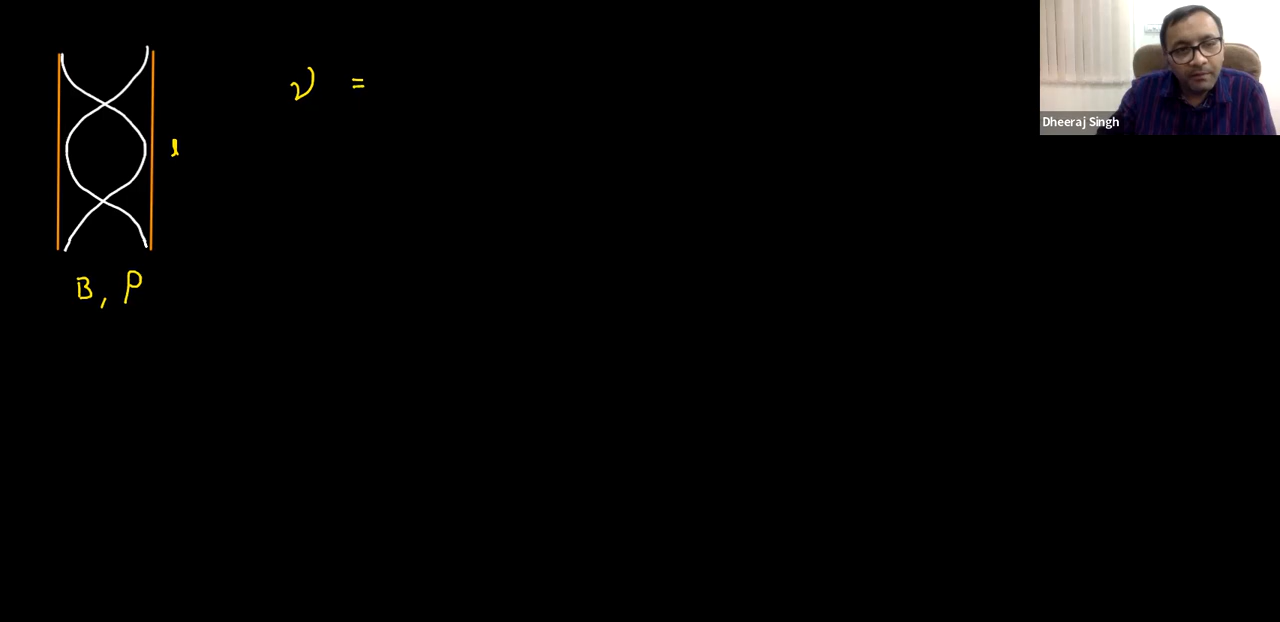 ν =
l
B, ρ
Dheeraj Singh